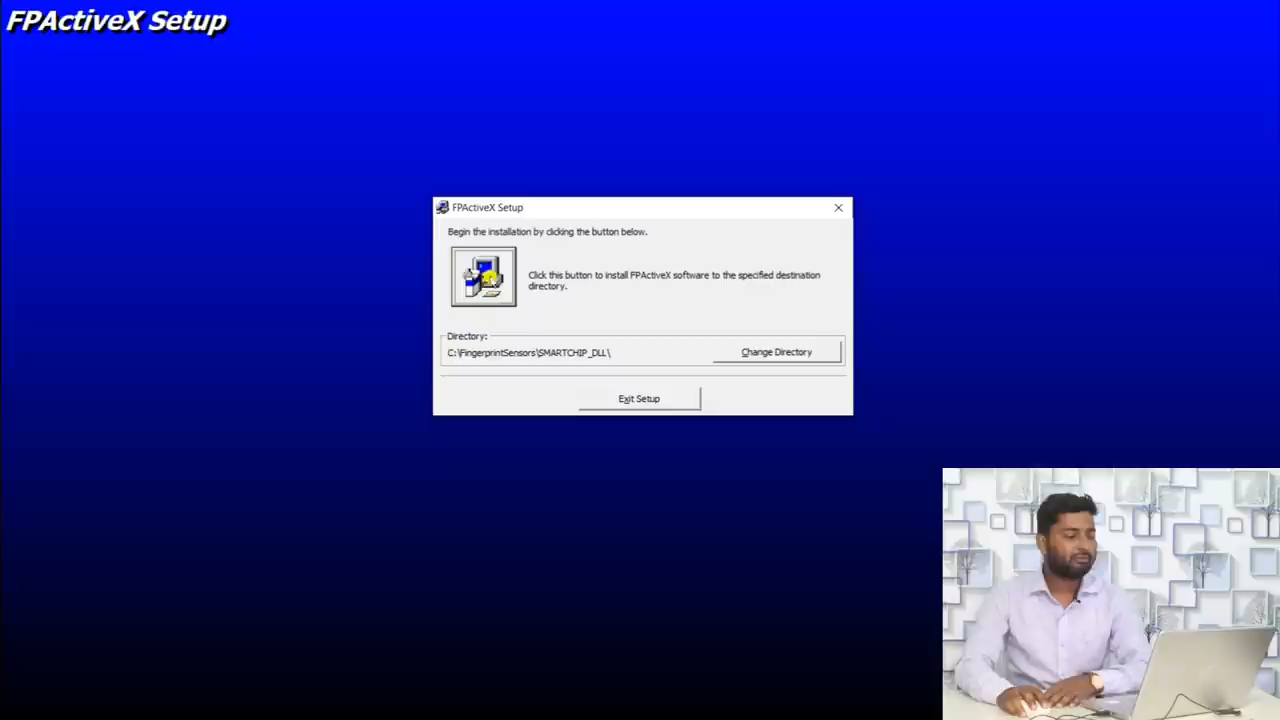 FPActiveX Setup
FPActiveX Setup
Begin the installation by clicking the button below.
Click this button to install FPActiveX software to the specified destination
directory.
Directory:
C:\FingerprintSensors\SMARTCHIP_DLL\
Change Directory
Exit Setup